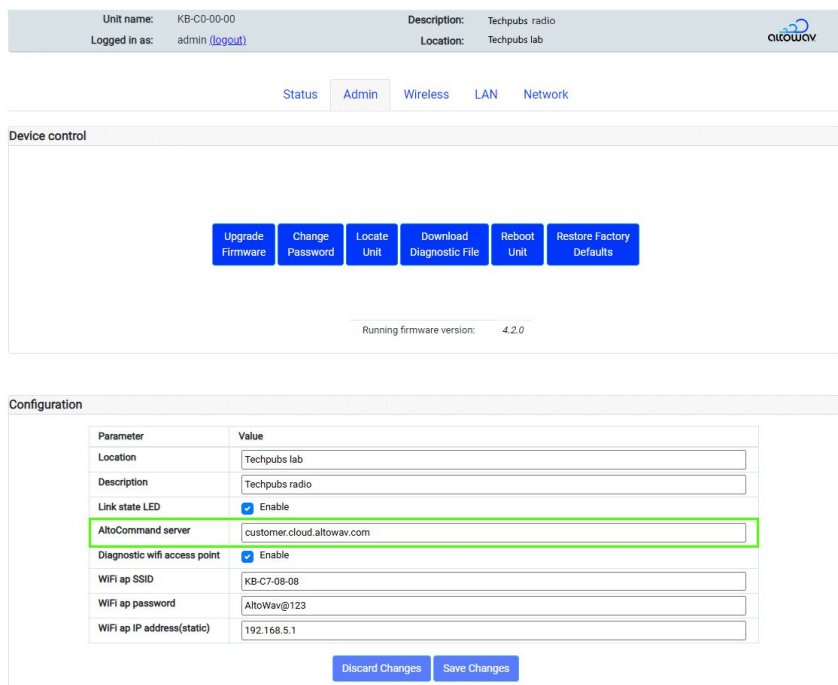 Unit name: KB-C0-00-00 Description: Techpubs radio
Logged in as: admin (logout) Location: Techpubs lab
altowav
Status Admin Wireless LAN Network
Device control
Upgrade Firmware
Change Password
Locate Unit
Download Diagnostic File
Reboot Unit
Restore Factory Defaults
Running firmware version: 4.2.0
Configuration
Parameter Value
Location Techpubs lab
Description Techpubs radio
Link state LED Enable
AltoCommand server customer.cloud.altowav.com
Diagnostic wifi access point Enable
WiFi ap SSID KB-C7-08-08
WiFi ap password AltoWav@123
WiFi ap IP address(static) 192.168.5.1
Discard Changes Save Changes